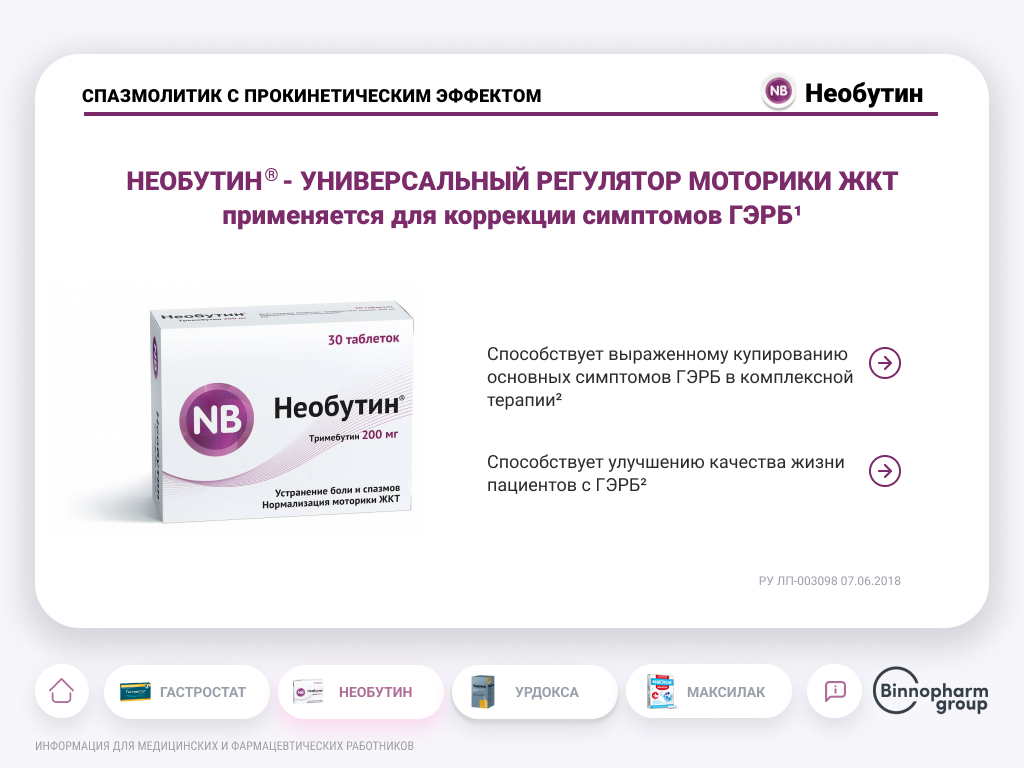 СПАЗМОЛИТИК С ПРОКИНЕТИЧЕСКИМ ЭФФЕКТОМ
NB Необутин
НЕОБУТИН® - УНИВЕРСАЛЬНЫЙ РЕГУЛЯТОР МОТОРИКИ ЖКТ
применяется для коррекции симптомов ГЭРБ¹
Необутин®
Тримебутин 200 мг
30 таблеток
NB
Необутин®
Тримебутин 200 мг
Устранение боли и спазмов
Нормализация моторики ЖКТ
NB
Необутин
Способствует выраженному купированию
основных симптомов ГЭРБ в комплексной
терапии²
Способствует улучшению качества жизни
пациентов с ГЭРБ²
РУ ЛП-003098 07.06.2018
ГАСТРОСТАТ
НЕОБУТИН
УРДОКСА
МАКСИЛАК
Binnopharm
group
ИНФОРМАЦИЯ ДЛЯ МЕДИЦИНСКИХ И ФАРМАЦЕВТИЧЕСКИХ РАБОТНИКОВ